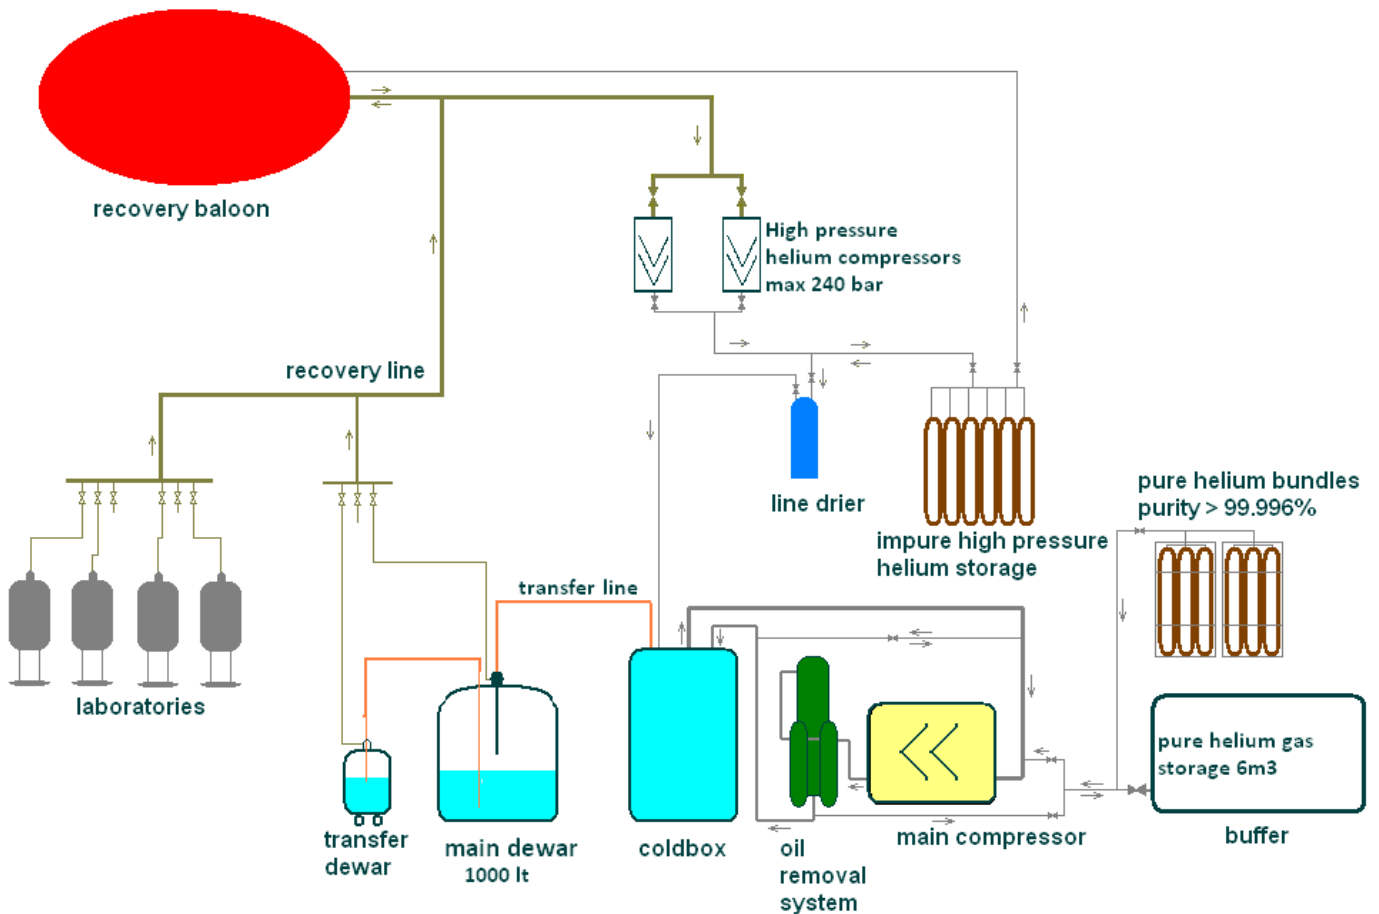 recovery baloon
High pressure
helium compressors
max 240 bar
recovery line
line drier
impure high pressure
helium storage
pure helium bundles
purity > 99.996%
transfer line
laboratories
pure helium gas
storage 6m3
buffer
main compressor
transfer
dewar
main dewar
1000 lt
coldbox
oil
removal
system